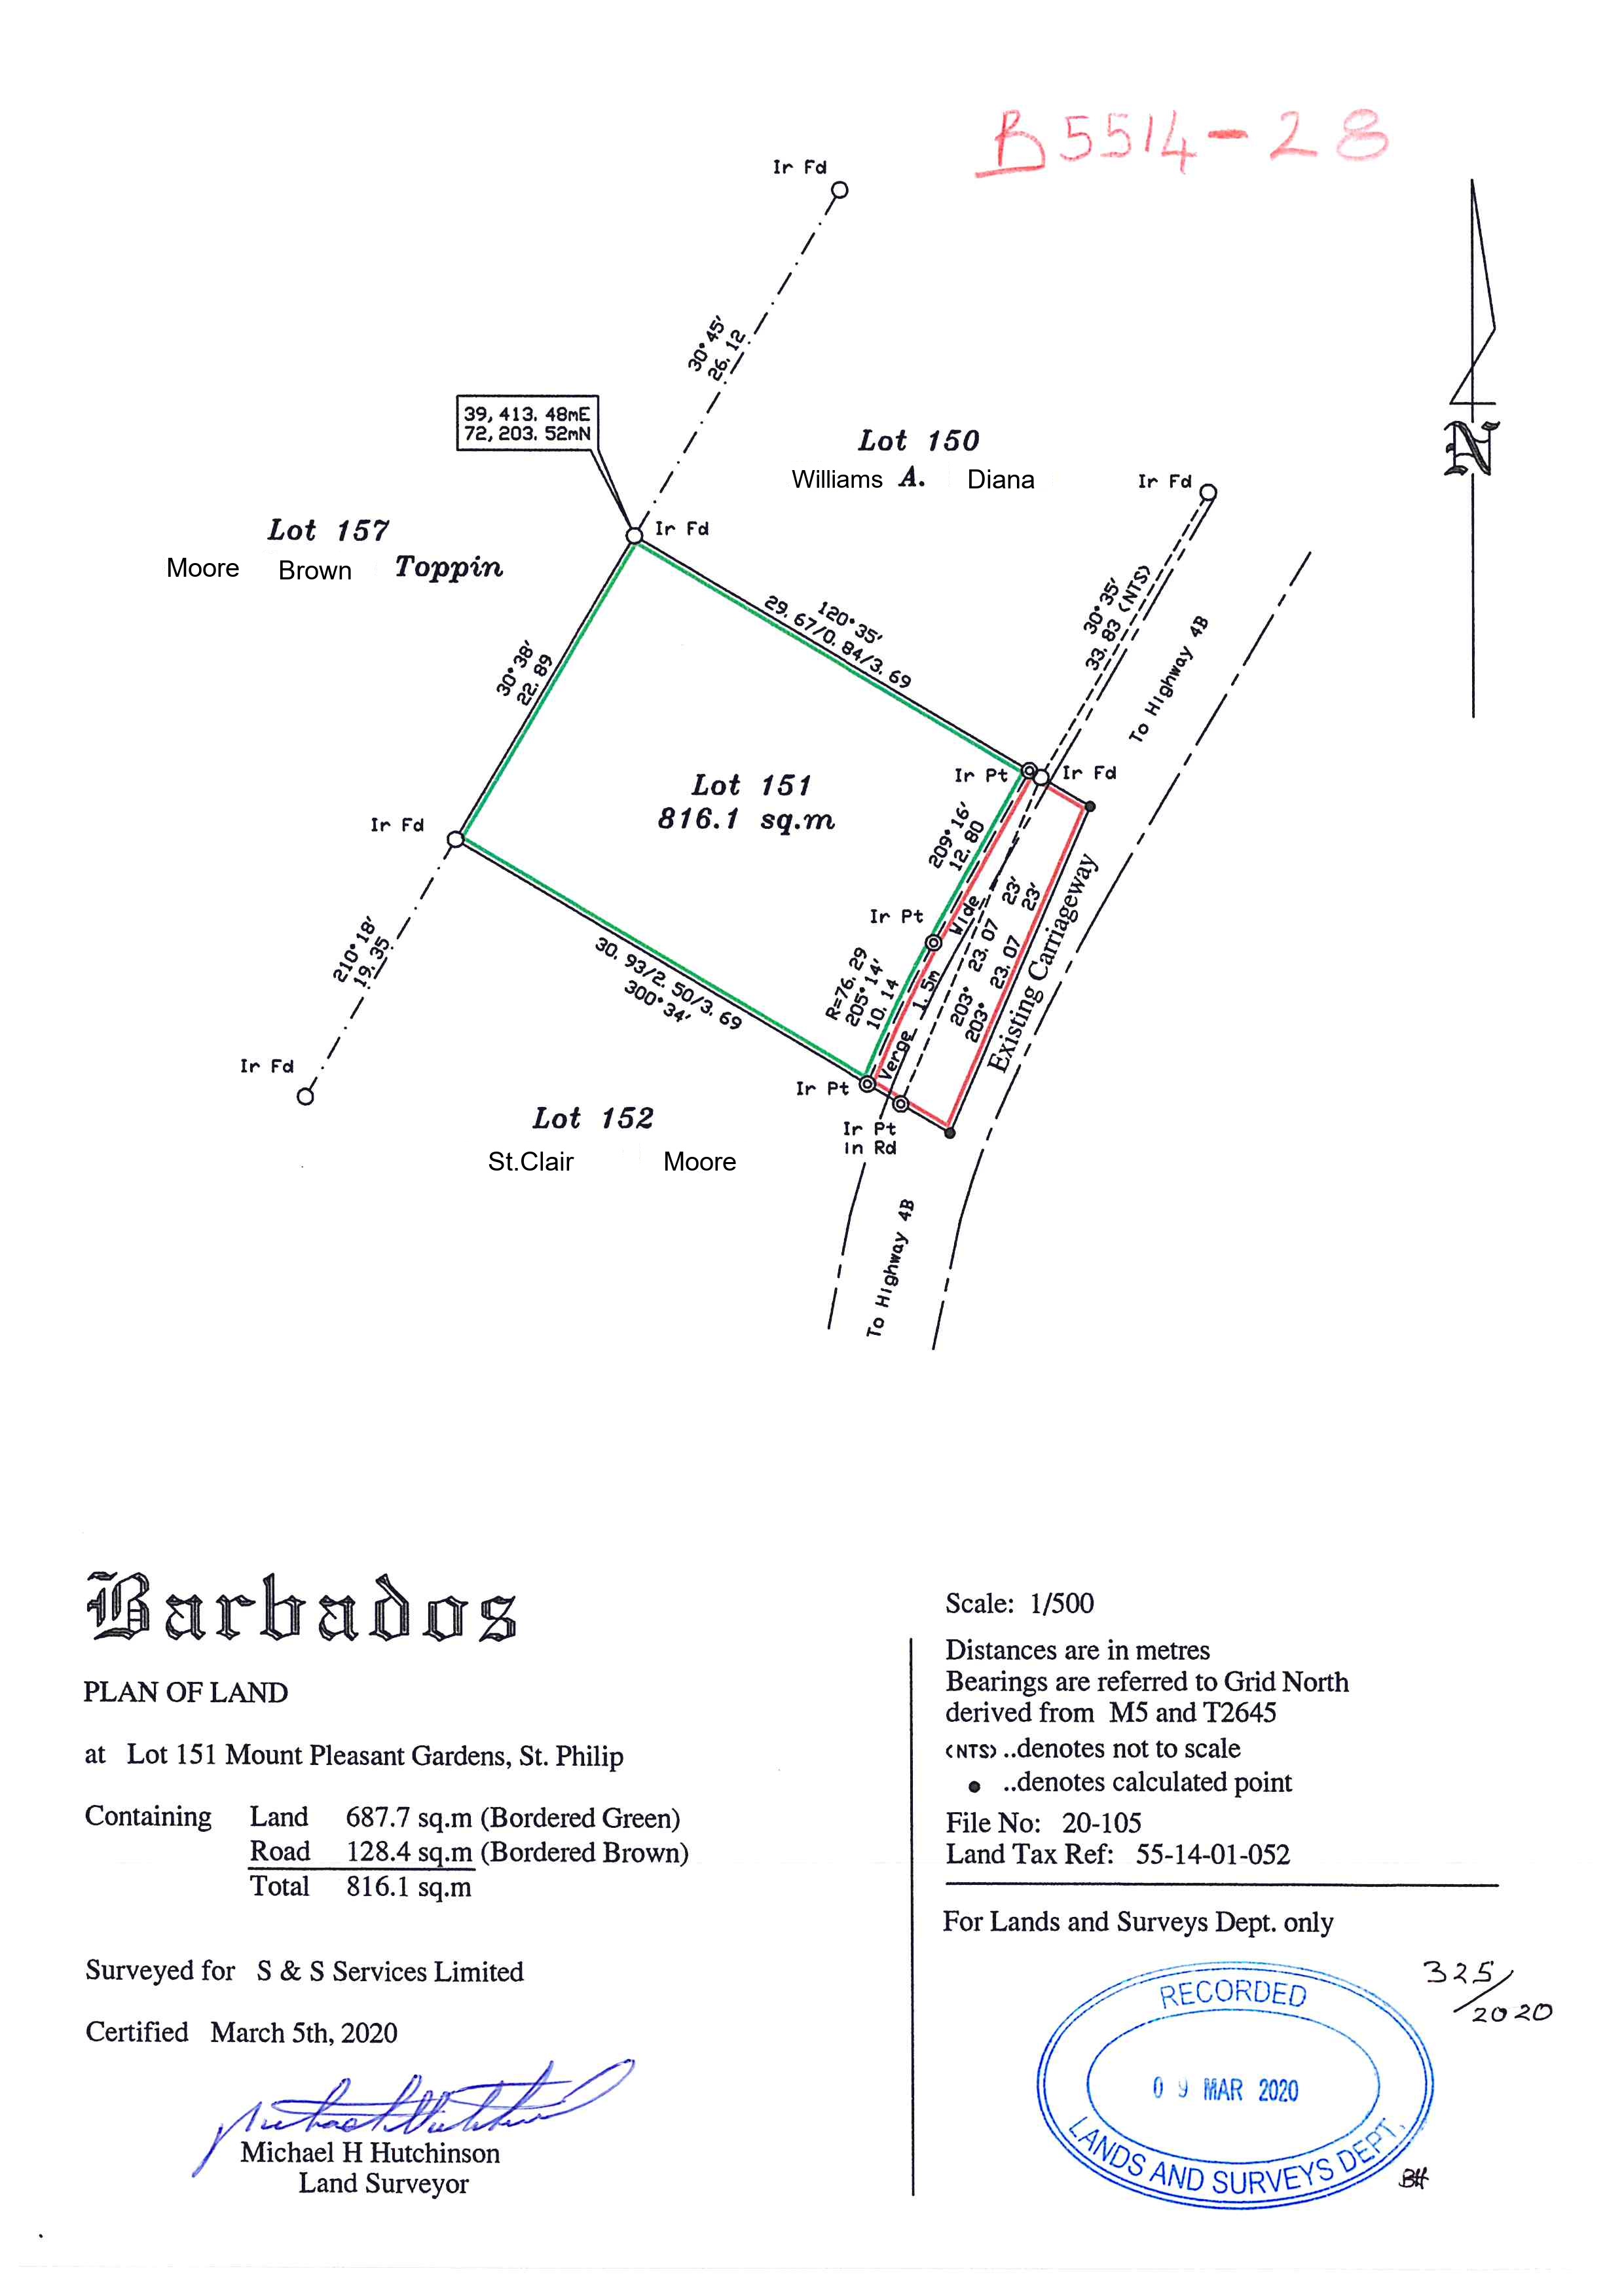 B5514-28
Ir Fd
30°45'
26.12
39,413.48mE
72,203.52mN
Lot 150
Williams A. Diana
Ir Fd
N
Lot 157
Moore Brown Toppin
Ir Fd
120°35'
29.67/0.84/3.69
30°35'
33.83 (NTS)
To Highway 4B
30°38'
22.89
Lot 151
816.1 sq.m
Ir Pt
Ir Fd
Ir Fd
209°16'
12.80
Ir Pt
Verge 1.5m Wide
203° 23.07 23'
203° 23.07 23'
Existing Carriageway
210°18'
19.35
30.93/2.50/3.69
300°34'
R=76.29
205°14'
10.14
Ir Fd
Ir Pt
Lot 152
St.Clair Moore
Ir Pt
in Rd
To Highway 4B
Barbados
PLAN OF LAND
at Lot 151 Mount Pleasant Gardens, St. Philip
Containing Land 687.7 sq.m (Bordered Green)
Road 128.4 sq.m (Bordered Brown)
Total 816.1 sq.m
Surveyed for S & S Services Limited
Certified March 5th, 2020
Michael H Hutchinson
Land Surveyor
Scale: 1/500
Distances are in metres
Bearings are referred to Grid North
derived from M5 and T2645
(NTS) ..denotes not to scale
● ..denotes calculated point
File No: 20-105
Land Tax Ref: 55-14-01-052
For Lands and Surveys Dept. only
325/2020
RECORDED
09 MAR 2020
LANDS AND SURVEYS DEPT.
BH